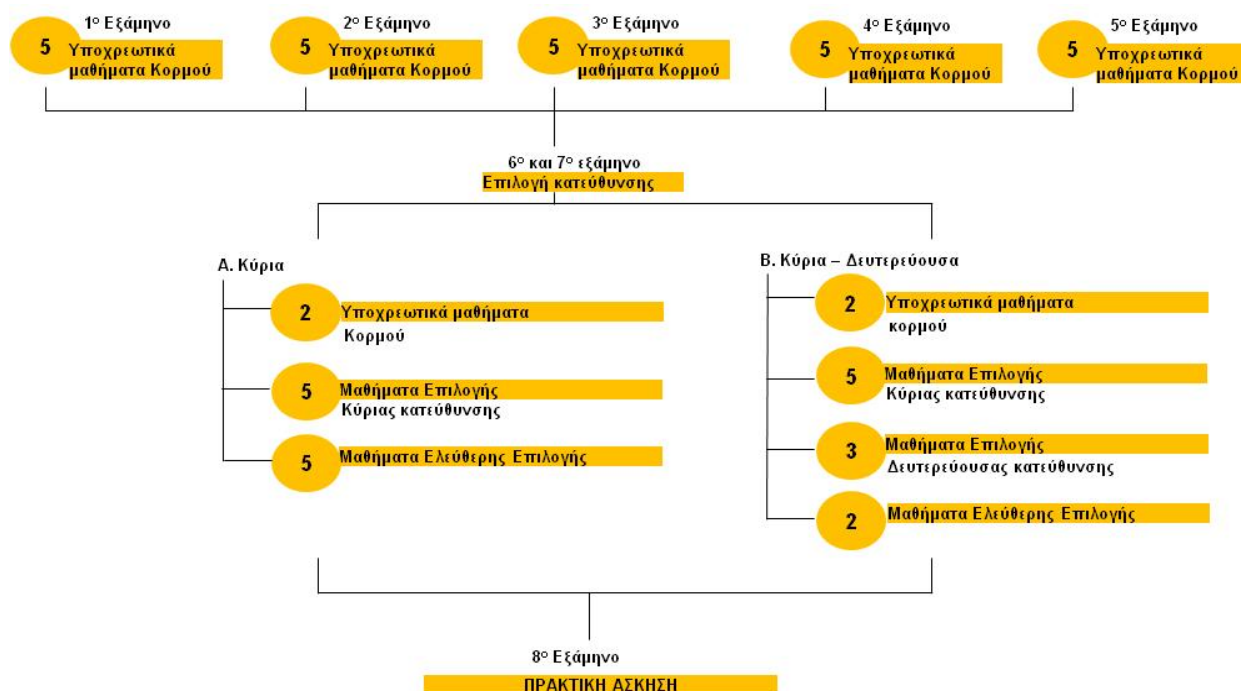 1ο Εξάμηνο
5 Υποχρεωτικά
μαθήματα Κορμού
2ο Εξάμηνο
5 Υποχρεωτικά
μαθήματα Κορμού
3ο Εξάμηνο
5 Υποχρεωτικά
μαθήματα Κορμού
4ο Εξάμηνο
5 Υποχρεωτικά
μαθήματα Κορμού
5ο Εξάμηνο
5 Υποχρεωτικά
μαθήματα Κορμού
6ο και 7ο εξάμηνο
Επιλογή κατεύθυνσης
Α. Κύρια
2 Υποχρεωτικά μαθήματα
Κορμού
5 Μαθήματα Επιλογής
Κύριας κατεύθυνσης
5 Μαθήματα Ελεύθερης Επιλογής
Β. Κύρια – Δευτερεύουσα
2 Υποχρεωτικά μαθήματα
κορμού
5 Μαθήματα Επιλογής
Κύριας κατεύθυνσης
3 Μαθήματα Επιλογής
Δευτερεύουσας κατεύθυνσης
2 Μαθήματα Ελεύθερης Επιλογής
8ο Εξάμηνο
ΠΡΑΚΤΙΚΗ ΑΣΚΗΣΗ